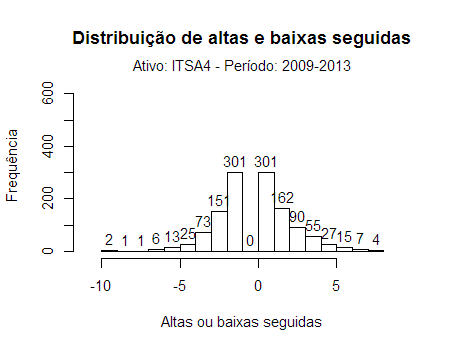 Distribuição de altas e baixas seguidas
Ativo: ITSA4 - Período: 2009-2013
Frequência
600
400
200
0
2 1 1 6 13 25 73 151 301 0 301 162 90 55 27 15 7 4
-10 -5 0 5
Altas ou baixas seguidas